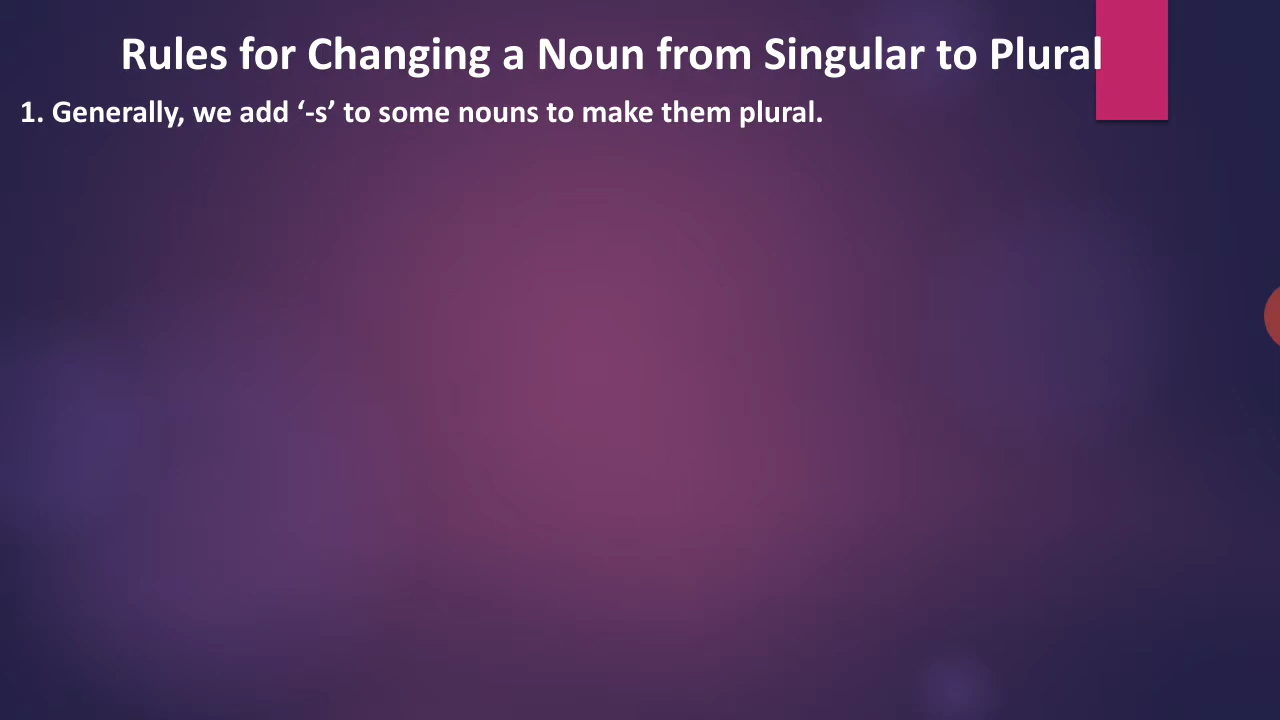 Rules for Changing a Noun from Singular to Plural
1. Generally, we add ‘-s’ to some nouns to make them plural.